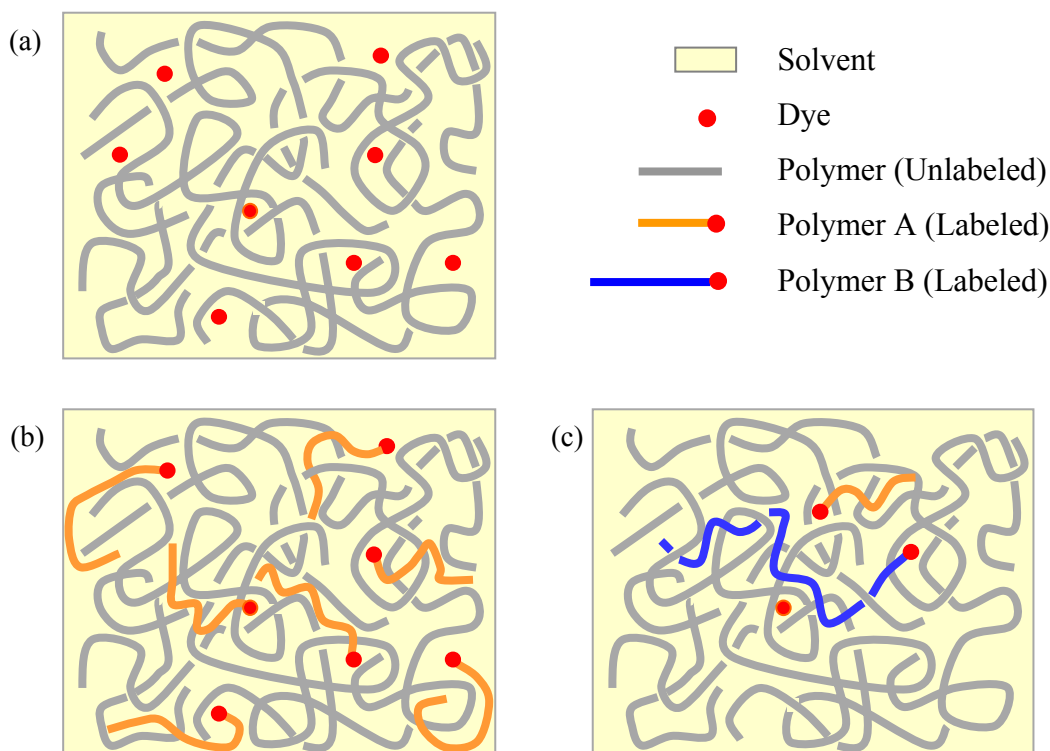 (a)
Solvent
Dye
Polymer (Unlabeled)
Polymer A (Labeled)
Polymer B (Labeled)
(b)
(c)